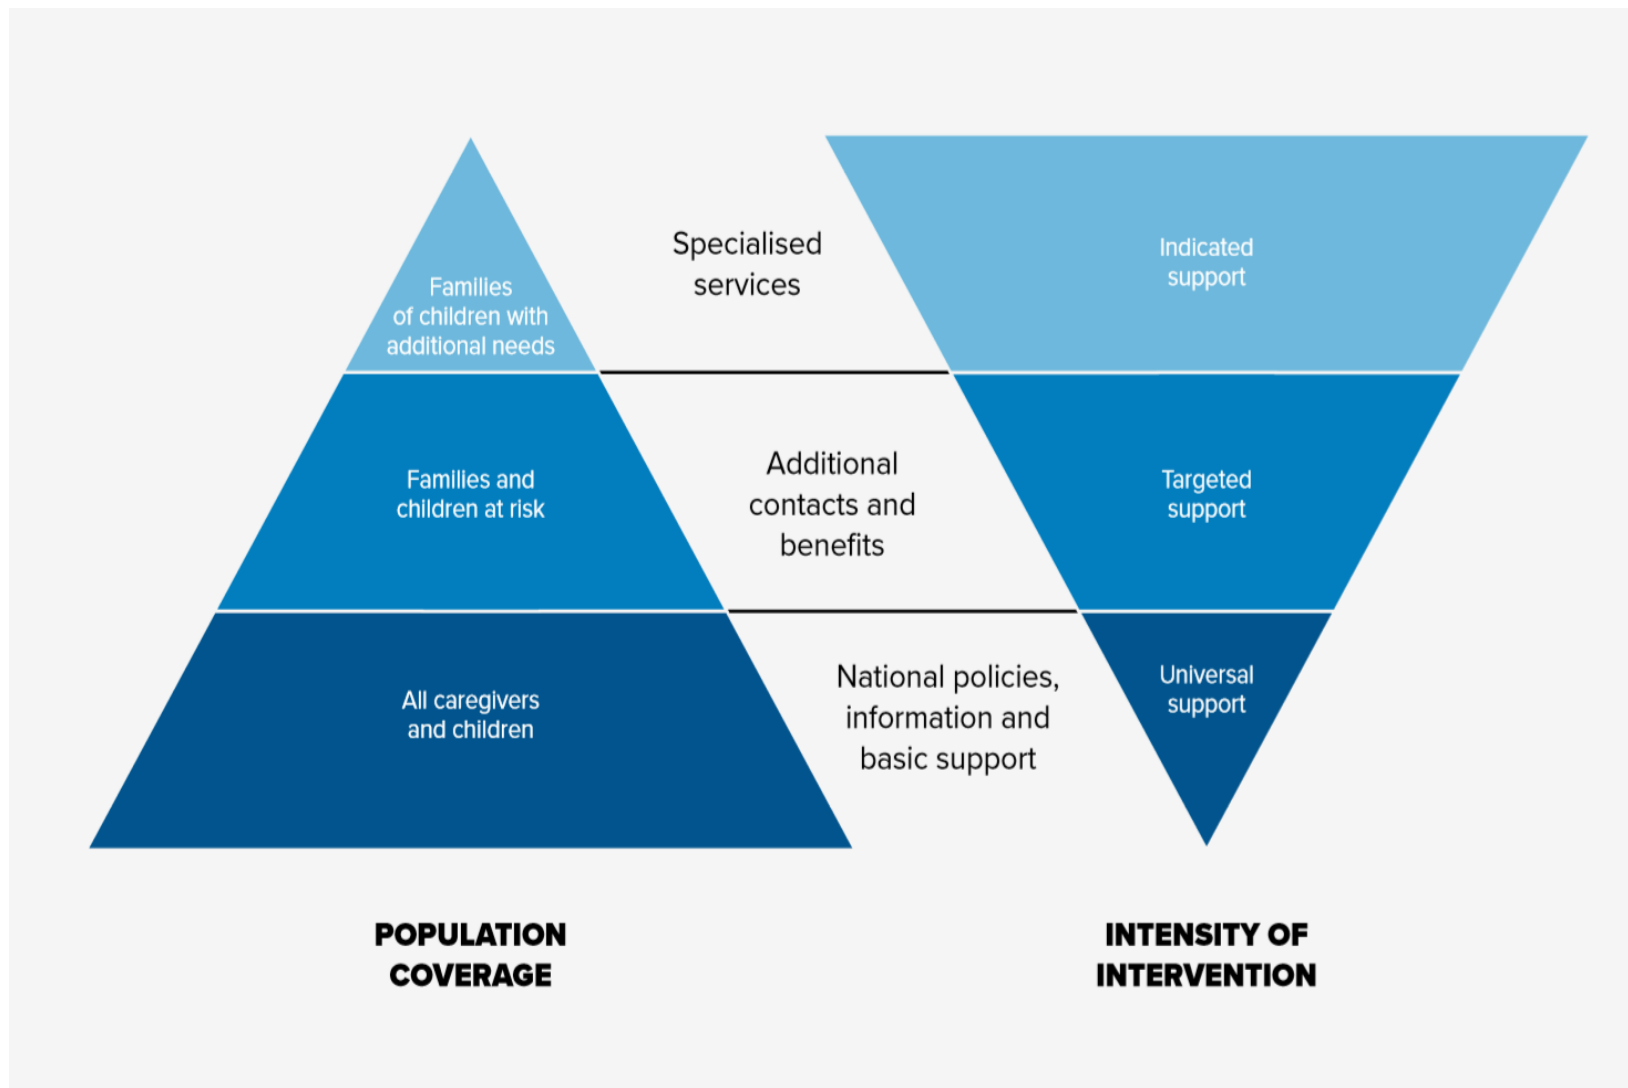 Specialised
services
Indicated
support
Families
of children with
additional needs
Additional
contacts and
benefits
Families and
children at risk
Targeted
support
National policies,
information and
basic support
Universal
support
All caregivers
and children
POPULATION
COVERAGE
INTENSITY OF
INTERVENTION